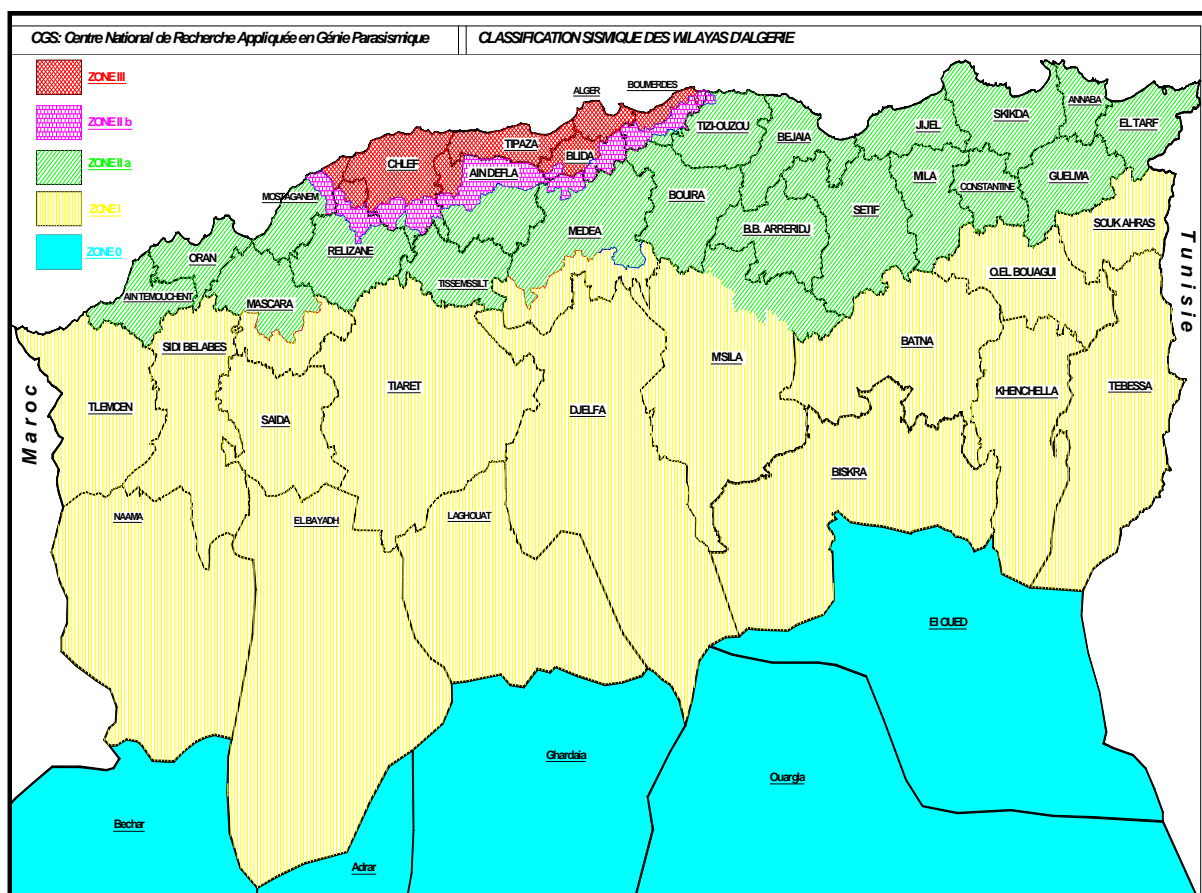 CGS: Centre National de Recherche Appliquée en Génie Parasismique
CLASSIFICATION SISMIQUE DES WILAYAS D'ALGERIE
ZONE III
ZONE II b
ZONE II a
ZONE I
ZONE 0
ALGER
BOUMERDES
TIPAZA
BLIDA
CHLEF
AIN DEFLA
TIZI-OUZOU
BEJAIA
JIJEL
SKIKDA
ANNABA
EL TARF
MOSTAGANEM
BOUIRA
SETIF
MILA
CONSTANTINE
GUELMA
ORAN
RELIZANE
MEDEA
B.B. ARRERIDJ
SOUK AHRAS
AIN TEMOUCHENT
MASCARA
TISSEMSSILT
O.EL BOUAGUI
Tunisie
SIDI BELABES
TIARET
M'SILA
BATNA
KHENCHELLA
TEBESSA
Maroc
TLEMCEN
SAIDA
DJELFA
BISKRA
NAAMA
EL BAYADH
LAGHOUAT
El OUED
Ghardaia
Ouargla
Bechar
Adrar